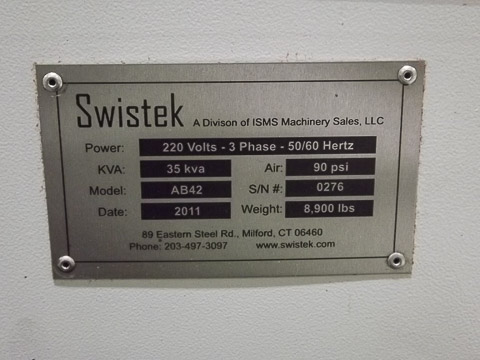 Swistek A Divison of ISMS Machinery Sales, LLC
Power: 220 Volts - 3 Phase - 50/60 Hertz
KVA: 35 kva Air: 90 psi
Model: AB42 S/N #: 0276
Date: 2011 Weight: 8,900 lbs
89 Eastern Steel Rd., Milford, CT 06460
Phone: 203-497-3097 www.swistek.com